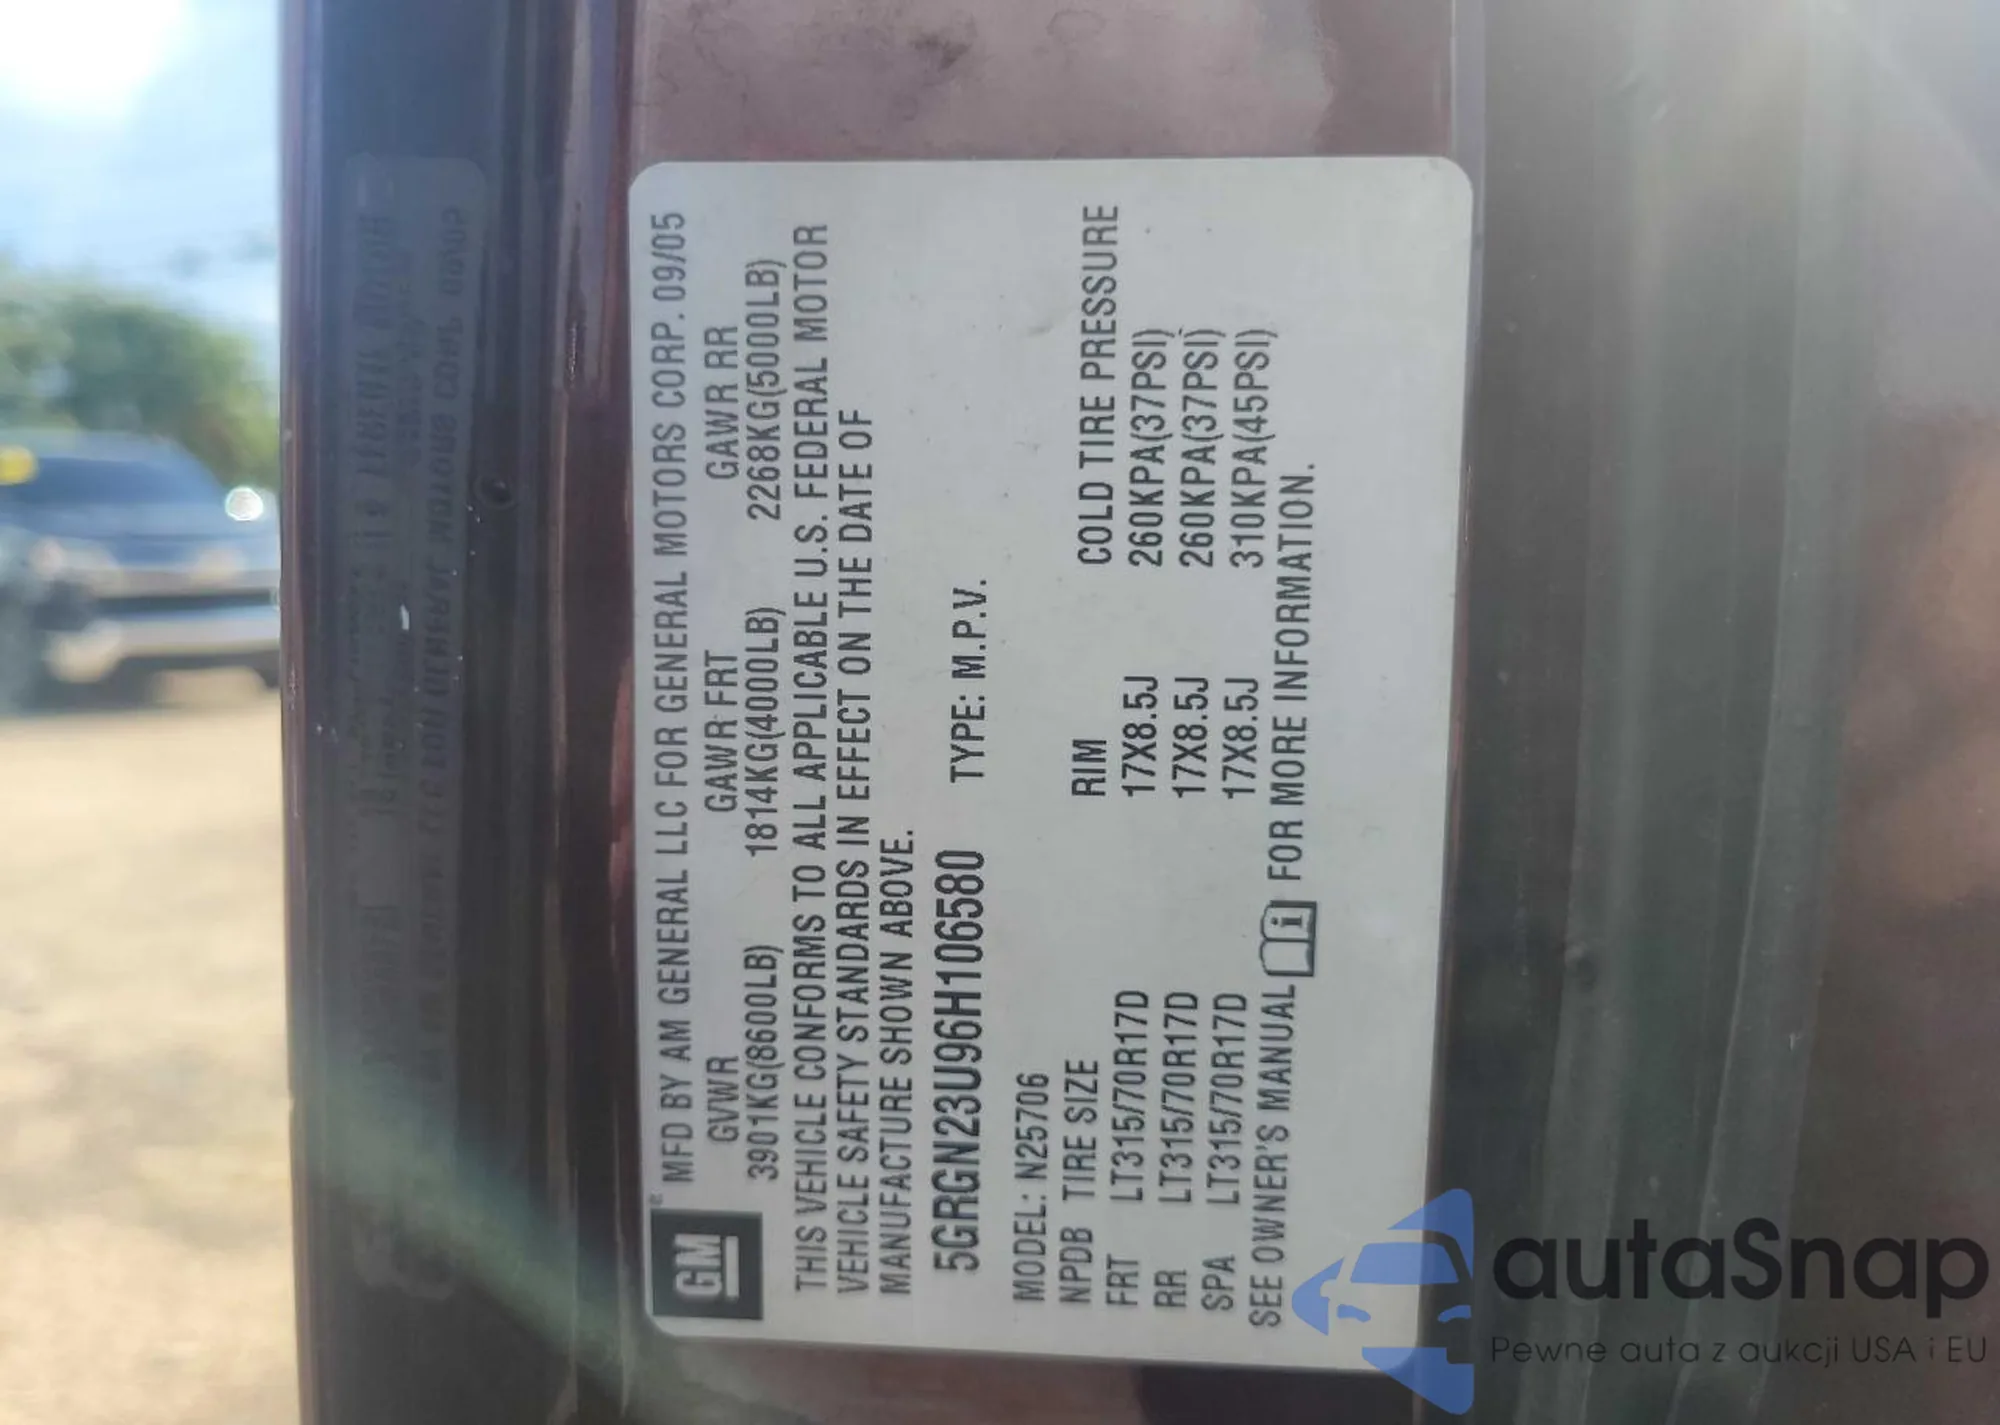 GM
MFD BY AM GENERAL LLC FOR GENERAL MOTORS CORP. 09/05
GVWR GAWR FRT GAWR RR
3901KG(8600LB) 1814KG(4000LB) 2268KG(5000LB)
THIS VEHICLE CONFORMS TO ALL APPLICABLE U.S. FEDERAL MOTOR
VEHICLE SAFETY STANDARDS IN EFFECT ON THE DATE OF
MANUFACTURE SHOWN ABOVE.
5GRGN23U96H106580 TYPE: M.P.V.
MODEL: N25706
NPDB TIRE SIZE RIM COLD TIRE PRESSURE
FRT LT315/70R17D 17X8.5J 260KPA(37PSI)
RR LT315/70R17D 17X8.5J 260KPA(37PSI)
SPA LT315/70R17D 17X8.5J 310KPA(45PSI)
SEE OWNER'S MANUAL i FOR MORE INFORMATION.
autaSnap
Pewne auta z aukcji USA i EU